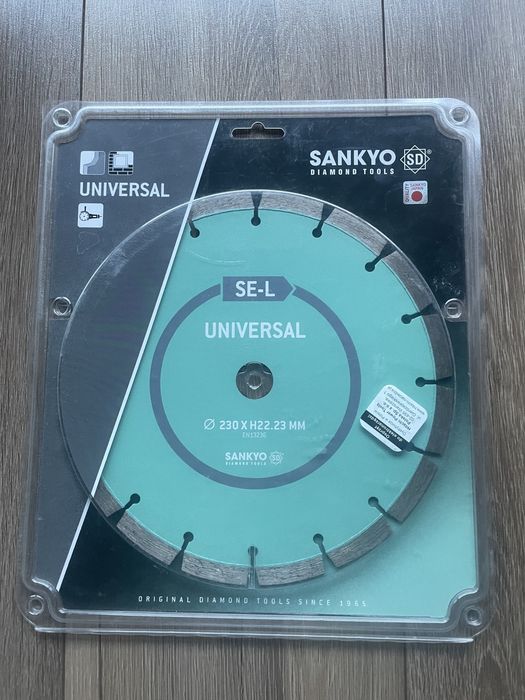 UNIVERSAL
SANKYO SD
DIAMOND TOOLS
SE-L
UNIVERSAL
Ø 230 X H22.23 MM
EN13236
SANKYO SD
DIAMOND TOOLS
ORIGINAL DIAMOND TOOLS SINCE 1965